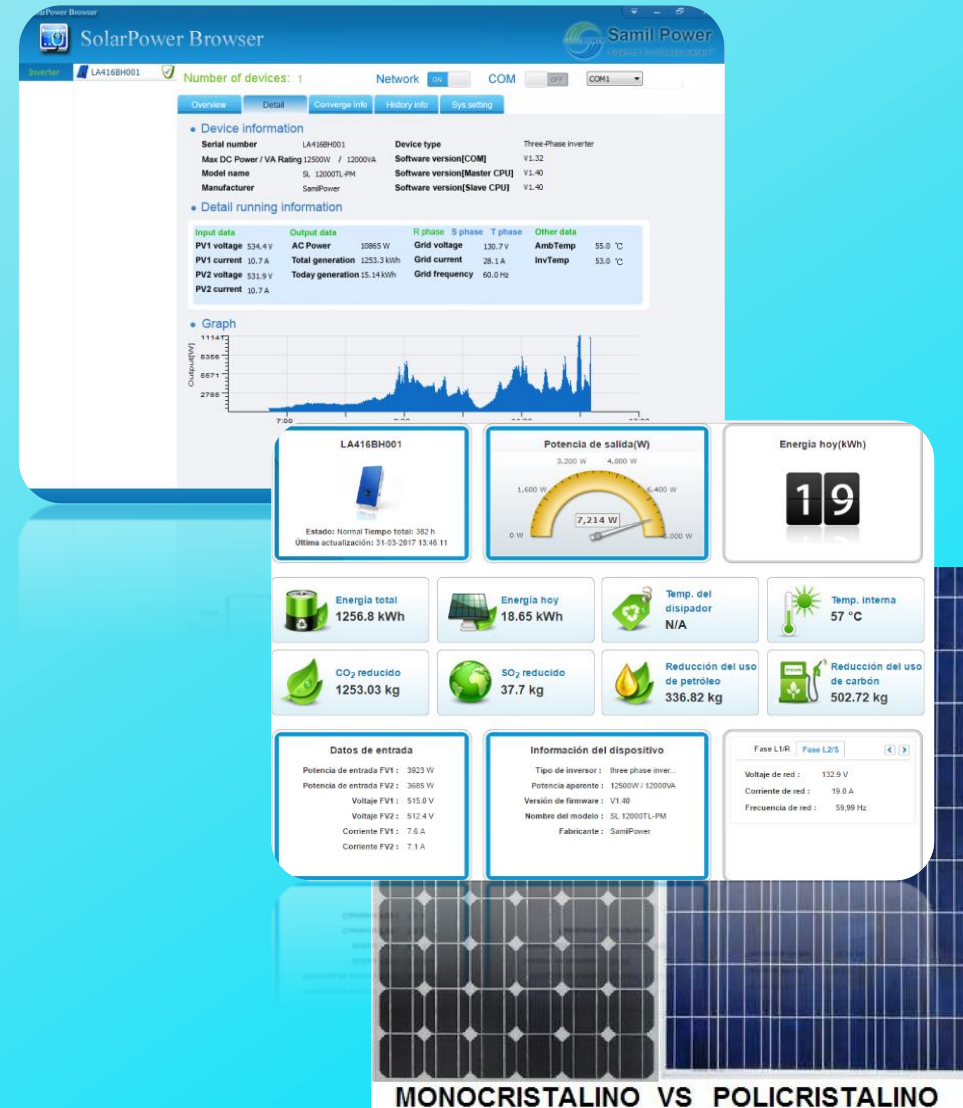 SolarPower Browser
SolarPower Browser
Samil Power
Inverter LA416BH001 Number of devices: 1 Network ON COM OFF COM1
Overview Detail Converge info History info Sys.setting
Device information
Serial number LA416BH001 Device type Three-Phase inverter
Max DC Power / VA Rating 12500W / 12000VA Software version[COM] V1.32
Model name SL 12000TL-PM Software version[Master CPU] V1.40
Manufacturer SamilPower Software version[Slave CPU] V1.40
Detail running information
Input data Output data R phase S phase T phase Other data
PV1 voltage 534.4 V AC Power 10865 W Grid voltage 130.7 V AmbTemp 55.0 °C
PV1 current 10.7 A Total generation 1253.3 kWh Grid current 28.1 A InvTemp 53.0 °C
PV2 voltage 531.9 V Today generation 15.14 kWh Grid frequency 60.0 Hz
PV2 current 10.7 A
Graph
11141
8356
5571
2785
Output[W]
7:00
LA416BH001 Potencia de salida(W) Energía hoy(kWh)
3.200 W 4.800 W
1.600 W 6.400 W
19
7,214 W
0 W 8.000 W
Estado: Normal Tiempo total: 382 h
Última actualización: 31-03-2017 13:46:11
Energía total Energía hoy Temp. del disipador Temp. interna
1256.8 kWh 18.65 kWh N/A 57 °C
CO2 reducido SO2 reducido Reducción del uso de petróleo Reducción del uso de carbón
1253.03 kg 37.7 kg 336.82 kg 502.72 kg
Datos de entrada
Potencia de entrada FV1 : 3923 W
Potencia de entrada FV2 : 3685 W
Voltaje FV1 : 515.0 V
Voltaje FV2 : 512.4 V
Corriente FV1 : 7.6 A
Corriente FV2 : 7.1 A
Información del dispositivo
Tipo de inversor : three phase inver...
Potencia aparente : 12500W / 12000VA
Versión de firmware : V1.40
Nombre del modelo : SL 12000TL-PM
Fabricante : SamilPower
Fase L1/R Fase L2/S
Voltaje de red : 132.9 V
Corriente de red : 19.0 A
Frecuencia de red : 59,99 Hz
MONOCRISTALINO VS POLICRISTALINO